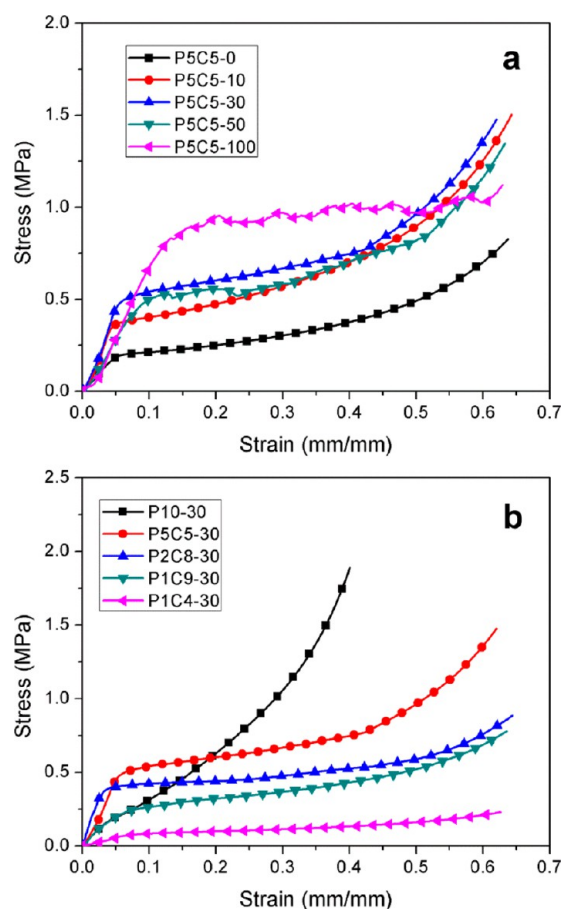 a
P5C5-0
P5C5-10
P5C5-30
P5C5-50
P5C5-100
Stress (MPa)
2.0
1.5
1.0
0.5
0.0
0.0 0.1 0.2 0.3 0.4 0.5 0.6 0.7
Strain (mm/mm)
b
P10-30
P5C5-30
P2C8-30
P1C9-30
P1C4-30
Stress (MPa)
2.5
2.0
1.5
1.0
0.5
0.0
0.0 0.1 0.2 0.3 0.4 0.5 0.6 0.7
Strain (mm/mm)